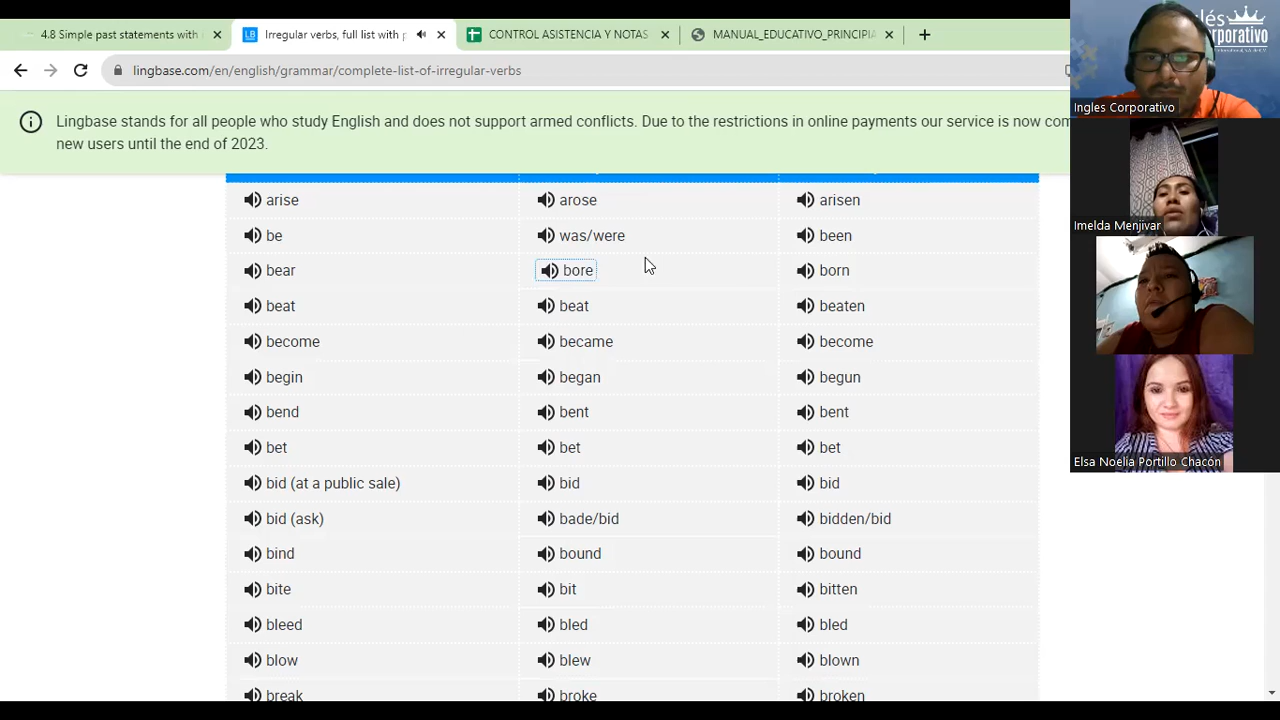 4.8 Simple past statements with
Irregular verbs, full list with p
CONTROL ASISTENCIA Y NOTAS
MANUAL_EDUCATIVO_PRINCIPIA
lingbase.com/en/english/grammar/complete-list-of-irregular-verbs
Lingbase stands for all people who study English and doesn't support armed conflicts. Due to the restrictions in online payments our service is now com
new users until the end of 2023.
arise arose arisen
be was/were been
bear bore born
beat beat beaten
become became become
begin began begun
bend bent bent
bet bet bet
bid (at a public sale) bid bid
bid (ask) bade/bid bidden/bid
bind bound bound
bite bit bitten
bleed bled bled
blow blew blown
break broke broken
Ingles Corporativo
Imelda Menjivar
Elsa Noelia Portillo Chacón